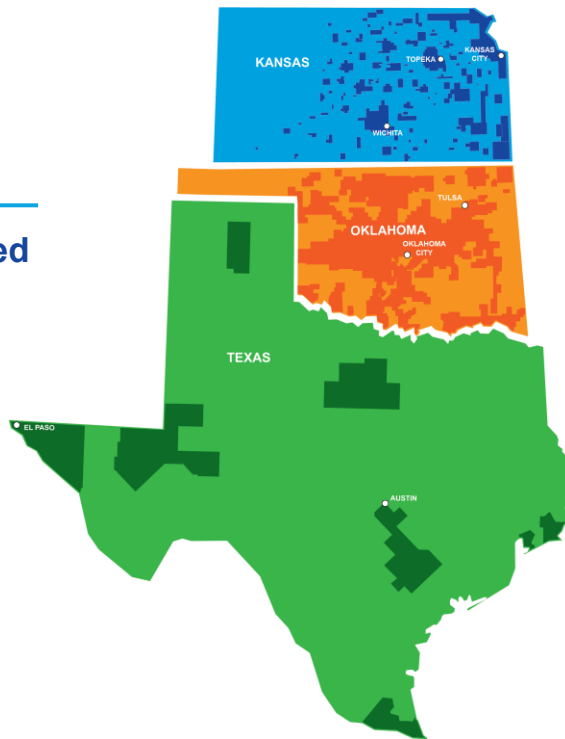 KANSAS
TOPEKA
KANSAS
CITY
WICHITA
TULSA
ed
OKLAHOMA
OKLAHOMA
CITY
TEXAS
EL PASO
AUSTIN